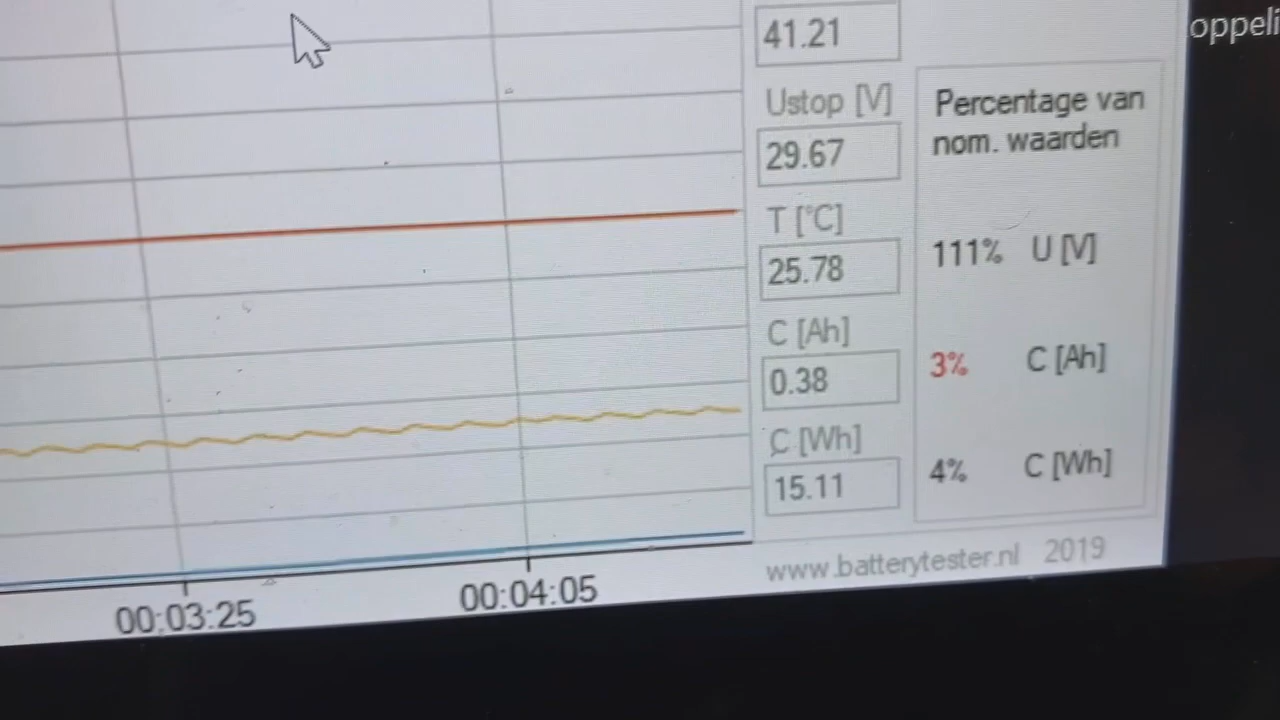 oppeli
41.21
Ustop [V]
29.67
T [°C]
25.78
C [Ah]
0.38
C [Wh]
15.11
Percentage van
nom. waarden
111% U [V]
3% C [Ah]
4% C [Wh]
www.batterytester.nl 2019
00:03:25
00:04:05